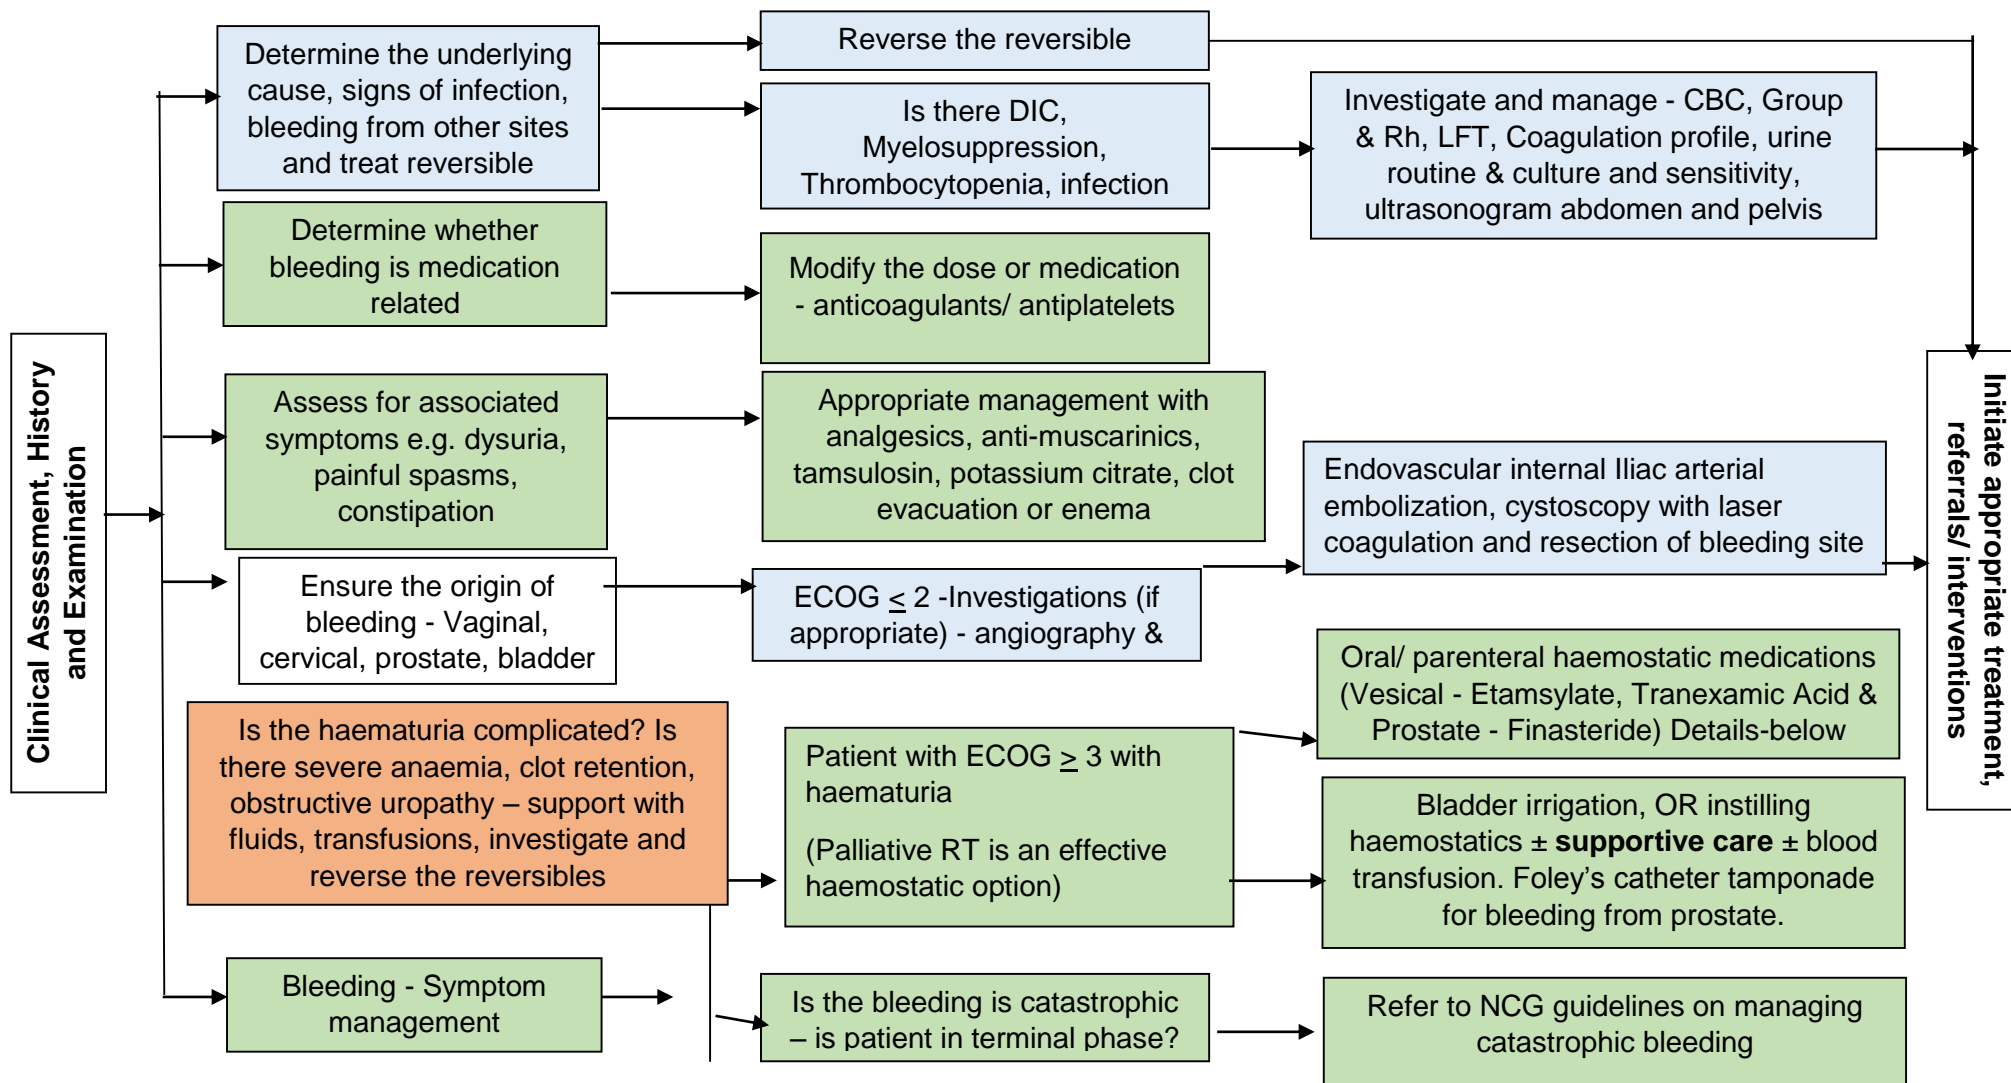 Clinical Assessment, History
and Examination
Determine the underlying
cause, signs of infection,
bleeding from other sites
and treat reversible
Reverse the reversible
Is there DIC,
Myelosuppression,
Thrombocytopenia, infection
Investigate and manage - CBC, Group
& Rh, LFT, Coagulation profile, urine
routine & culture and sensitivity,
ultrasonogram abdomen and pelvis
Determine whether
bleeding is medication
related
Modify the dose or medication
- anticoagulants/ antiplatelets
Assess for associated
symptoms e.g. dysuria,
painful spasms,
constipation
Appropriate management with
analgesics, anti-muscarinics,
tamsulosin, potassium citrate, clot
evacuation or enema
Ensure the origin of
bleeding - Vaginal,
cervical, prostate, bladder
ECOG ≤ 2 -Investigations (if
appropriate) - angiography &
Endovascular internal Iliac arterial
embolization, cystoscopy with laser
coagulation and resection of bleeding site
Is the haematuria complicated? Is
there severe anaemia, clot retention,
obstructive uropathy – support with
fluids, transfusions, investigate and
reverse the reversibles
Patient with ECOG ≥ 3 with
haematuria
(Palliative RT is an effective
haemostatic option)
Oral/ parenteral haemostatic medications
(Vesical - Etamsylate, Tranexamic Acid &
Prostate - Finasteride) Details-below
Bladder irrigation, OR instilling
haemostatics ± supportive care ± blood
transfusion. Foley's catheter tamponade
for bleeding from prostate.
Bleeding - Symptom
management
Is the bleeding is catastrophic
– is patient in terminal phase?
Refer to NCG guidelines on managing
catastrophic bleeding
Initiate appropriate treatment,
referrals/ interventions